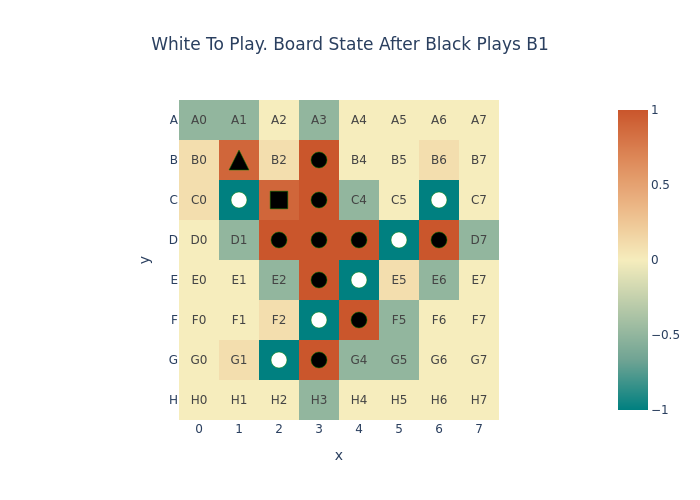 White To Play. Board State After Black Plays B1
A A0 A1 A2 A3 A4 A5 A6 A7
B B0 B2 B4 B5 B6 B7
C C0 C4 C5 C7
D D0 D1 D7
E E0 E1 E2 E5 E6 E7
F F0 F1 F2 F5 F6 F7
G G0 G1 G4 G5 G6 G7
H H0 H1 H2 H3 H4 H5 H6 H7
0 1 2 3 4 5 6 7
x
y
1
0.5
0
−0.5
−1